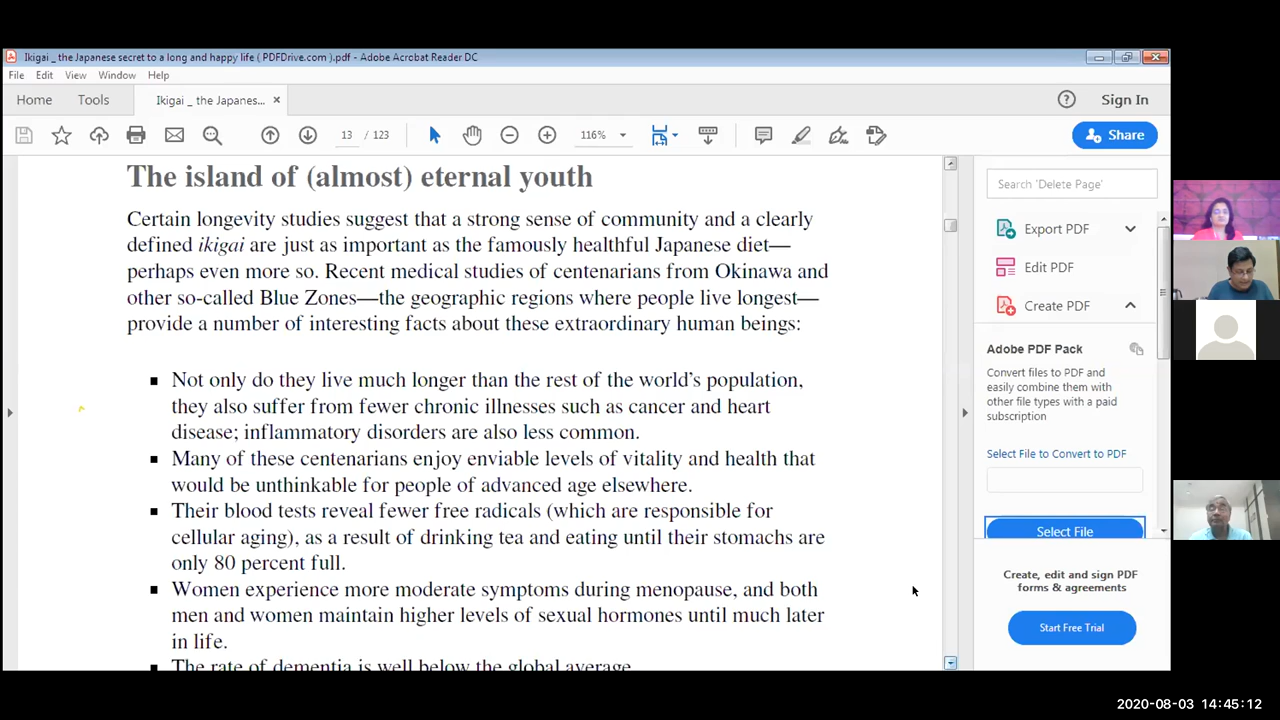 Ikigai _ the Japanese secret to a long and happy life ( PDFDrive.com ).pdf - Adobe Acrobat Reader DC
File Edit View Window Help
Home Tools Ikigai _ the Japanes... × Sign In
13 / 123 116% Share
The island of (almost) eternal youth
Certain longevity studies suggest that a strong sense of community and a clearly
defined ikigai are just as important as the famously healthful Japanese diet—
perhaps even more so. Recent medical studies of centenarians from Okinawa and
other so-called Blue Zones—the geographic regions where people live longest—
provide a number of interesting facts about these extraordinary human beings:
▪ Not only do they live much longer than the rest of the world’s population,
they also suffer from fewer chronic illnesses such as cancer and heart
disease; inflammatory disorders are also less common.
▪ Many of these centenarians enjoy enviable levels of vitality and health that
would be unthinkable for people of advanced age elsewhere.
▪ Their blood tests reveal fewer free radicals (which are responsible for
cellular aging), as a result of drinking tea and eating until their stomachs are
only 80 percent full.
▪ Women experience more moderate symptoms during menopause, and both
men and women maintain higher levels of sexual hormones until much later
in life.
▪ The rate of dementia is well below the global average.
Search 'Delete Page'
Export PDF
Edit PDF
Create PDF
Adobe PDF Pack
Convert files to PDF and
easily combine them with
other file types with a paid
subscription
Select File to Convert to PDF
Select File
Create, edit and sign PDF
forms & agreements
Start Free Trial
2020-08-03 14:45:12